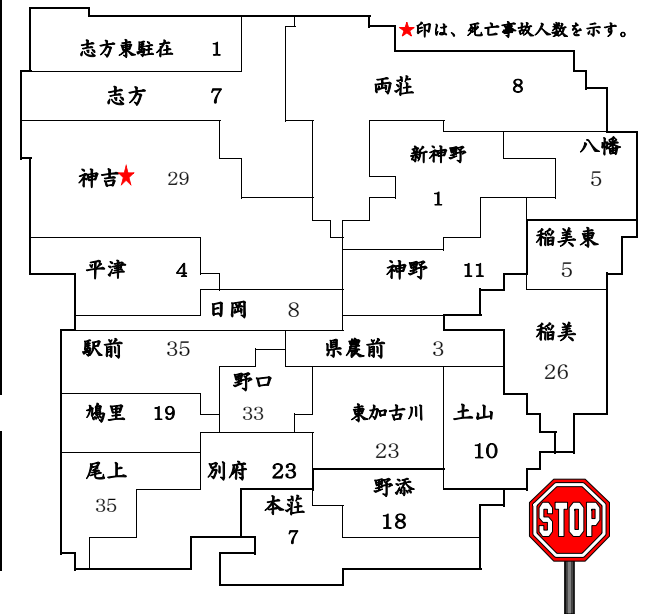 ★印は、死亡事故人数を示す。
志方東駐在 1
志方 7
両荘 8
新神野
1
八幡
5
神吉★ 29
稲美東
5
平津 4
神野 11
日岡 8
稲美
26
駅前 35
県農前 3
野口
33
鳩里 19
東加古川
23
土山
10
尾上
35
別府 23
野添
18
本荘
7
STOP